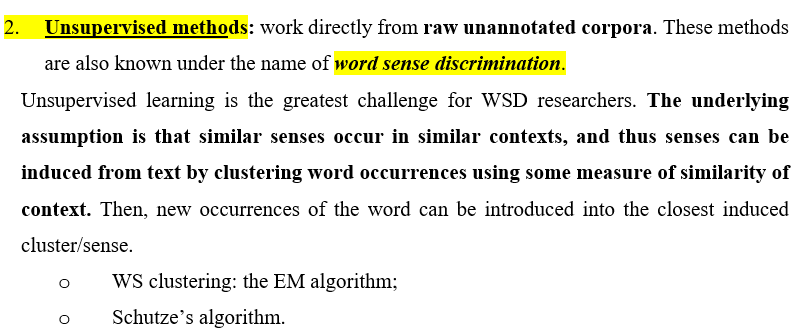 2. Unsupervised methods: work directly from raw unannotated corpora. These methods
are also known under the name of word sense discrimination.
Unsupervised learning is the greatest challenge for WSD researchers. The underlying
assumption is that similar senses occur in similar contexts, and thus senses can be
induced from text by clustering word occurrences using some measure of similarity of
context. Then, new occurrences of the word can be introduced into the closest induced
cluster/sense.
o WS clustering: the EM algorithm;
o Schutze’s algorithm.